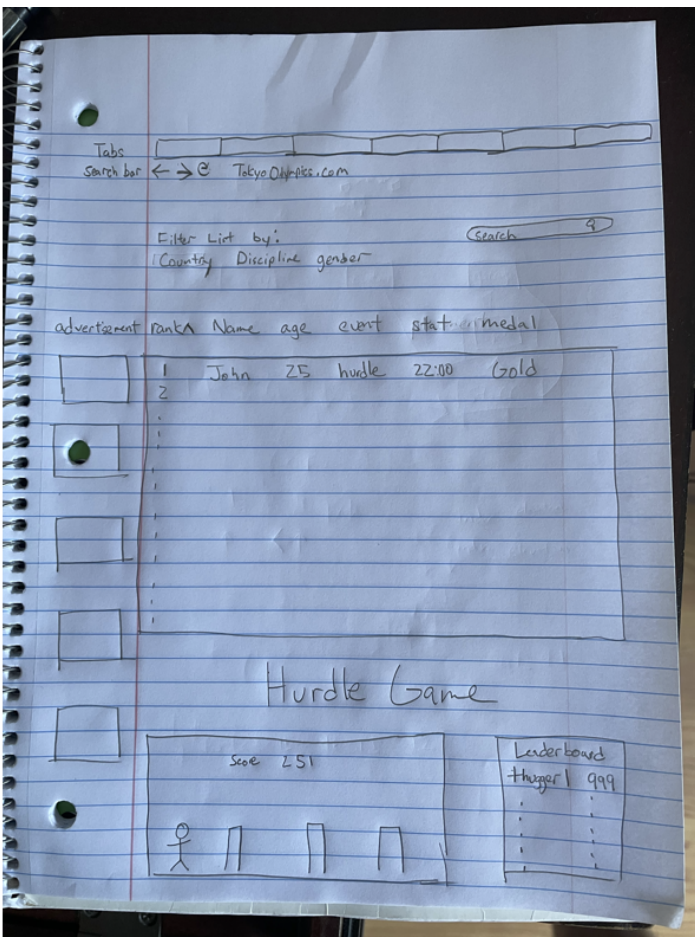 Tabs
Search bar ← → TokyoOlympics.com
Filter List by:
Search
Country Discipline gender
advertisement rank ^ Name age event stat medal
1 John 25 hurdle 22:00 Gold
2
Hurdle Game
Score 251
Leaderboard
thugger1 999